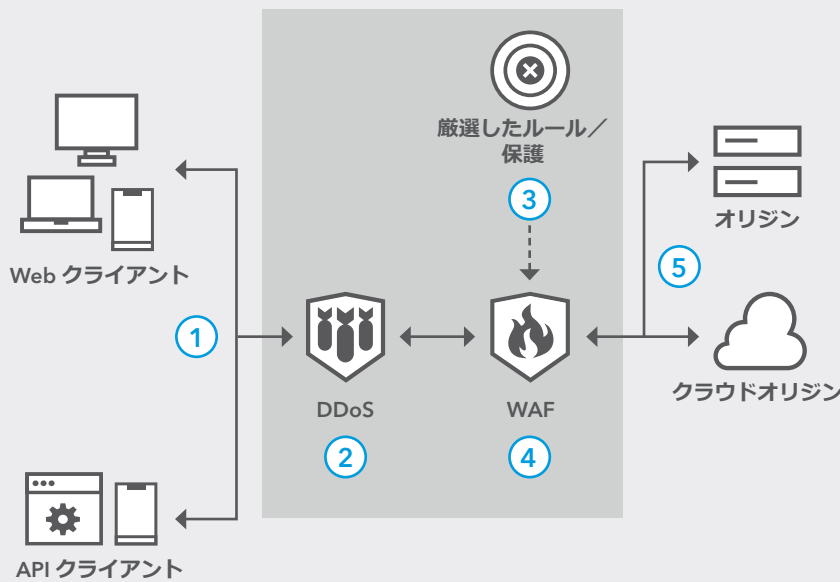 厳選したルール／
保護
3
Web クライアント
オリジン
5
1
DDoS
WAF
クラウドオリジン
2
4
API クライアント